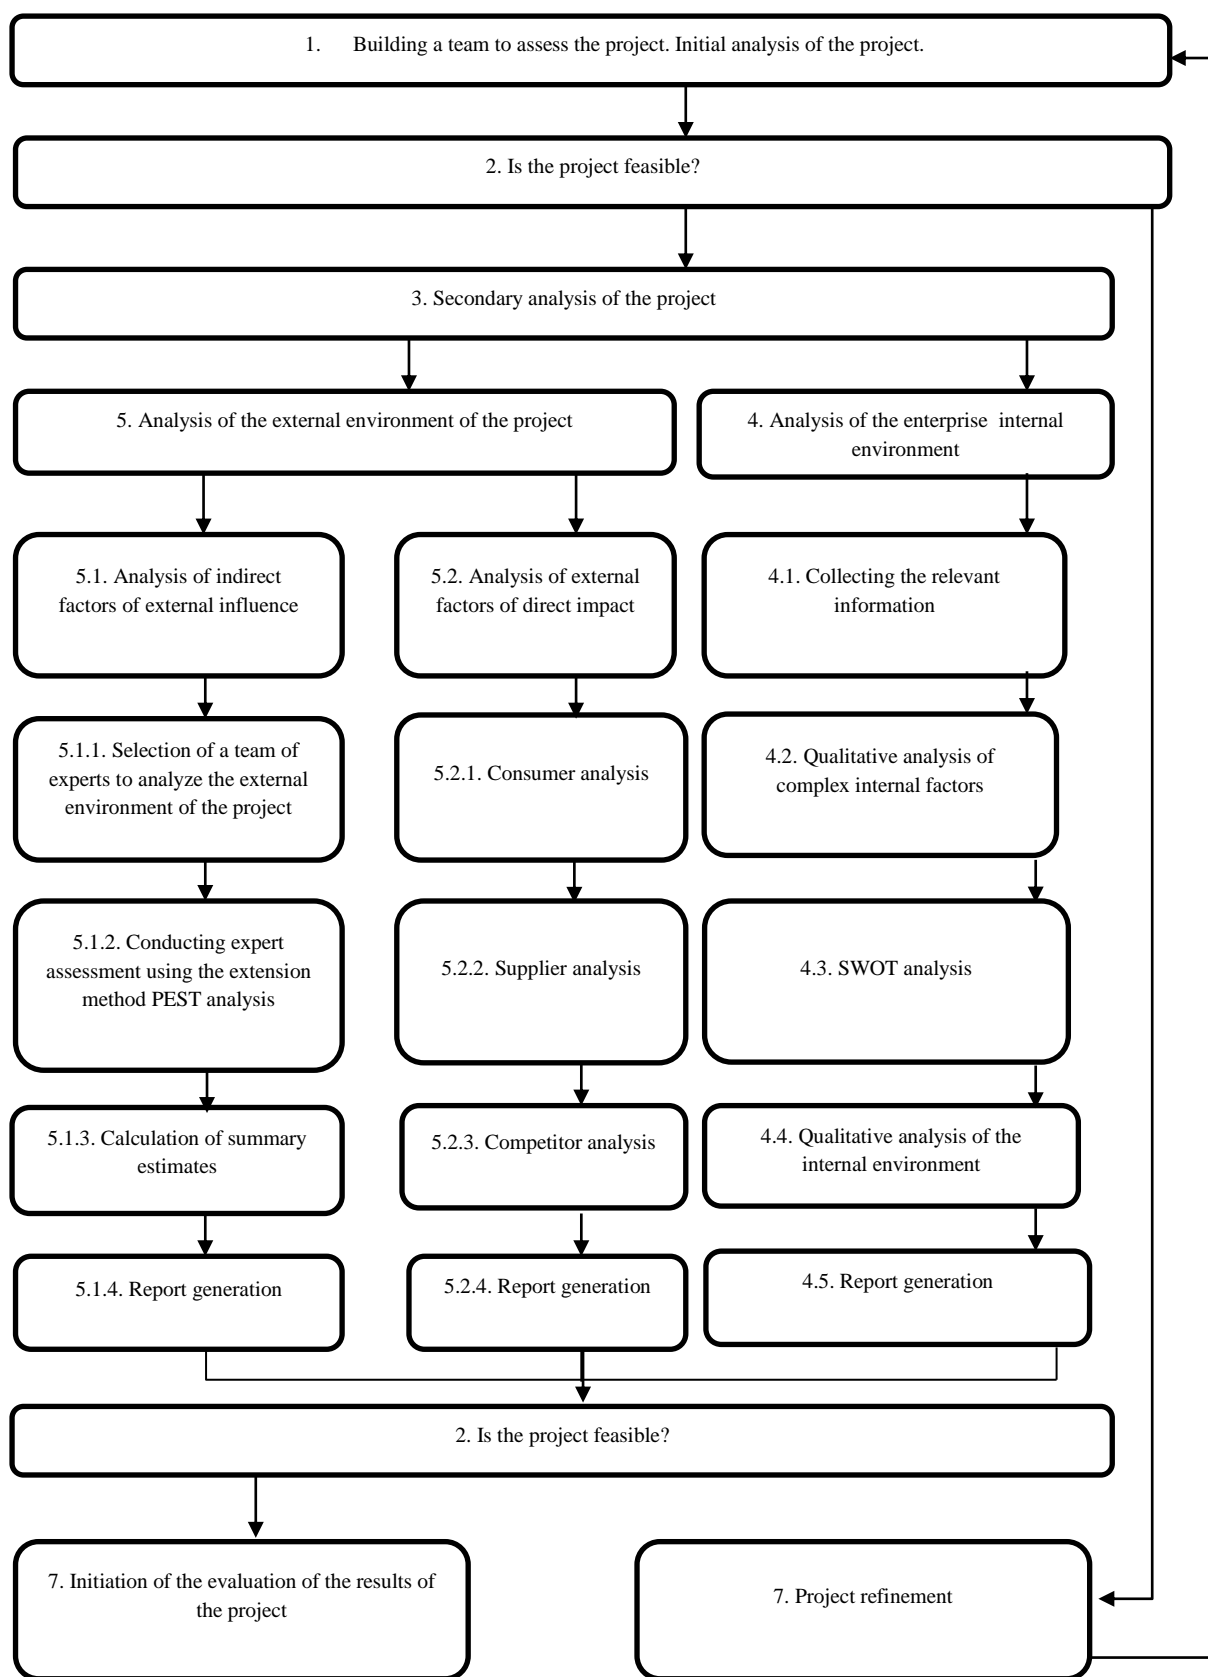 1. Building a team to assess the project. Initial analysis of the project.
2. Is the project feasible?
3. Secondary analysis of the project
5. Analysis of the external environment of the project
4. Analysis of the enterprise internal
environment
5.1. Analysis of indirect
factors of external influence
5.2. Analysis of external
factors of direct impact
4.1. Collecting the relevant
information
5.1.1. Selection of a team of
experts to analyze the external
environment of the project
5.2.1. Consumer analysis
4.2. Qualitative analysis of
complex internal factors
5.1.2. Conducting expert
assessment using the extension
method PEST analysis
5.2.2. Supplier analysis
4.3. SWOT analysis
5.1.3. Calculation of summary
estimates
5.2.3. Competitor analysis
4.4. Qualitative analysis of the
internal environment
5.1.4. Report generation
5.2.4. Report generation
4.5. Report generation
2. Is the project feasible?
7. Initiation of the evaluation of the results of
the project
7. Project refinement